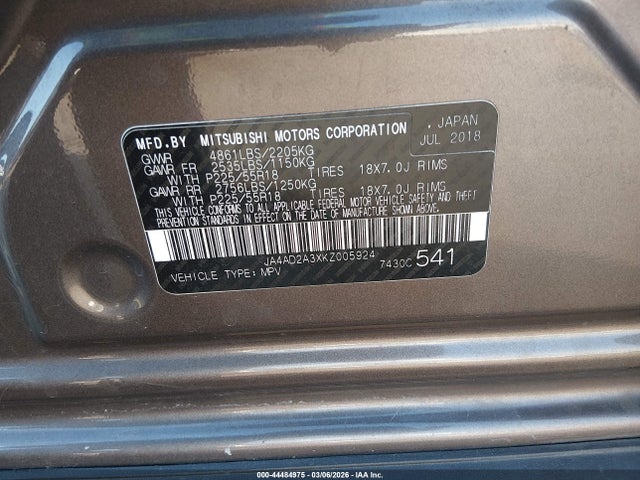 MFD.BY MITSUBISHI MOTORS CORPORATION
. JAPAN
JUL 2018
GVWR 4861LBS/2205KG
GAWR FR 2535LBS/1150KG
WITH P225/55R18 TIRES 18X7.0J RIMS
GAWR RR 2756LBS/1250KG
WITH P225/55R18 TIRES 18X7.0J RIMS
THIS VEHICLE CONFORMS TO ALL APPLICABLE FEDERAL MOTOR VEHICLE SAFETY AND THEFT
PREVENTION STANDARDS IN EFFECT ON THE DATE OF MANUFACTURE SHOWN ABOVE.
JA4AD2A3XKZ005924
VEHICLE TYPE: MPV 7430C 541
000-44484975 | 03/06/2026 — IAAI, Inc.